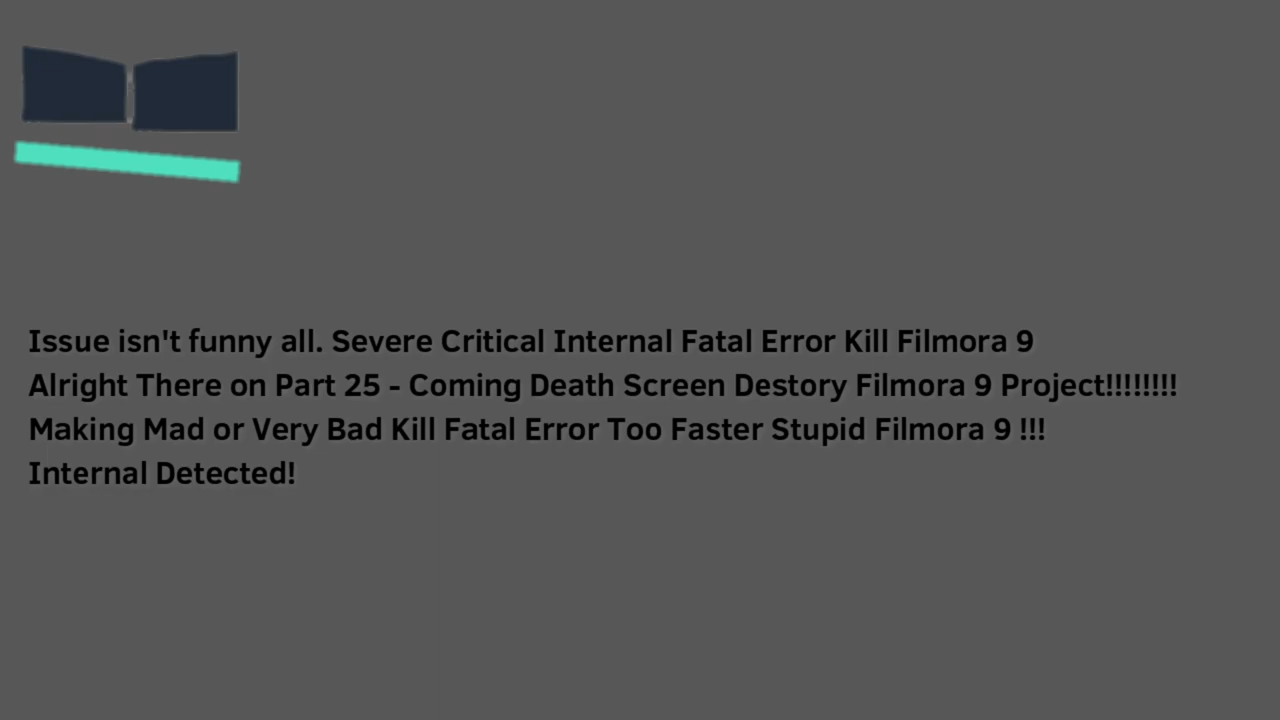 Issue isn't funny all. Severe Critical Internal Fatal Error Kill Filmora 9
Alright There on Part 25 - Coming Death Screen Destory Filmora 9 Project!!!!!!!!
Making Mad or Very Bad Kill Fatal Error Too Faster Stupid Filmora 9 !!!
Internal Detected!